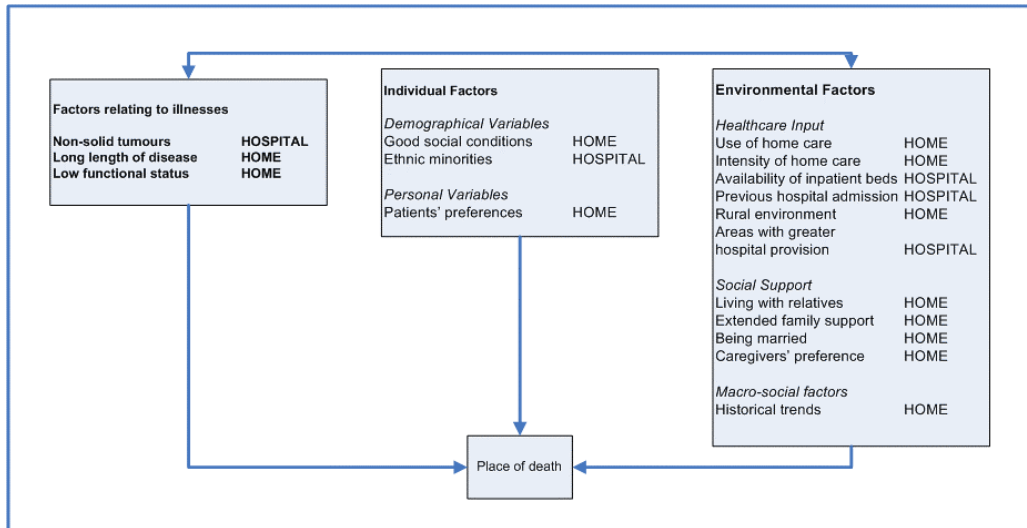 Factors relating to illnesses
Non-solid tumours HOSPITAL
Long length of disease HOME
Low functional status HOME
Individual Factors
Demographical Variables
Good social conditions HOME
Ethnic minorities HOSPITAL
Personal Variables
Patients' preferences HOME
Environmental Factors
Healthcare Input
Use of home care HOME
Intensity of home care HOME
Availability of inpatient beds HOSPITAL
Previous hospital admission HOSPITAL
Rural environment HOME
Areas with greater
hospital provision HOSPITAL
Social Support
Living with relatives HOME
Extended family support HOME
Being married HOME
Caregivers' preference HOME
Macro-social factors
Historical trends HOME
Place of death